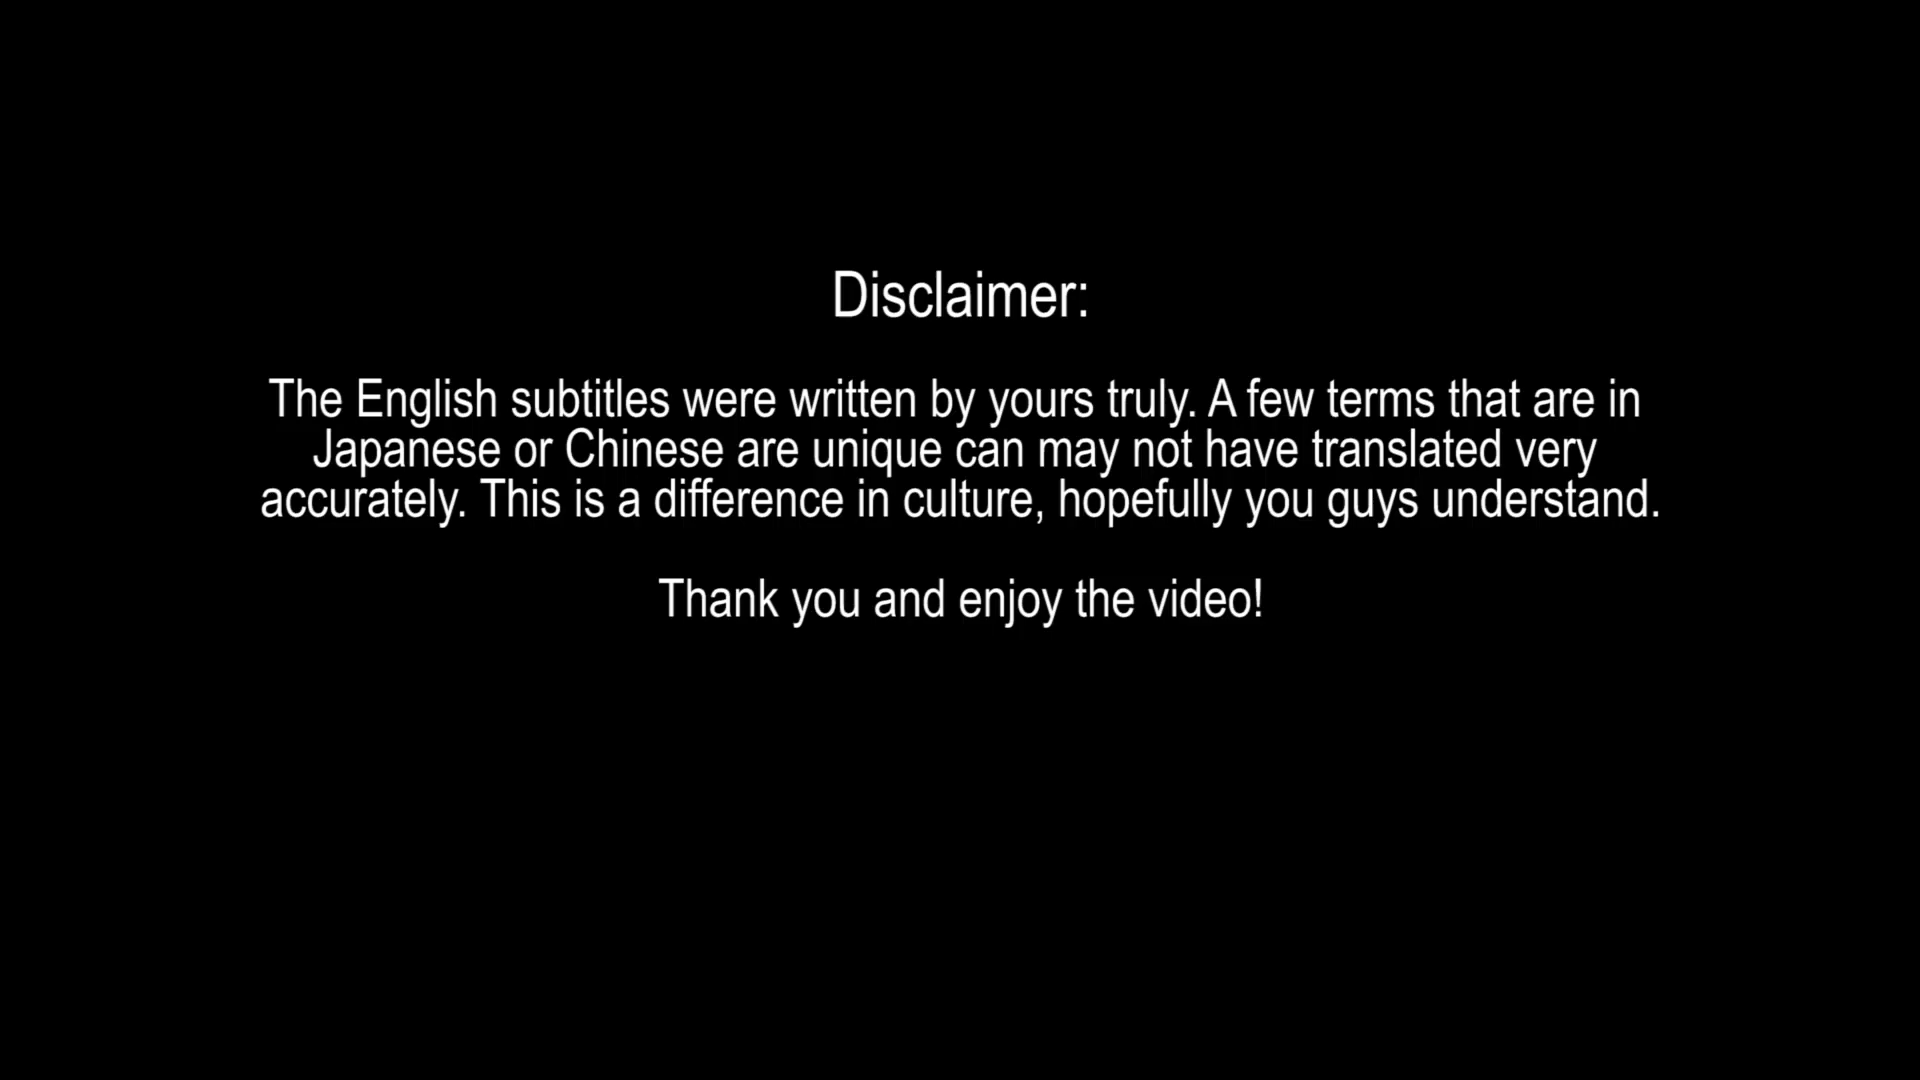 Disclaimer:
The English subtitles were written by yours truly. A few terms that are in
Japanese or Chinese are unique can may not have translated very
accurately. This is a difference in culture, hopefully you guys understand.
Thank you and enjoy the video!